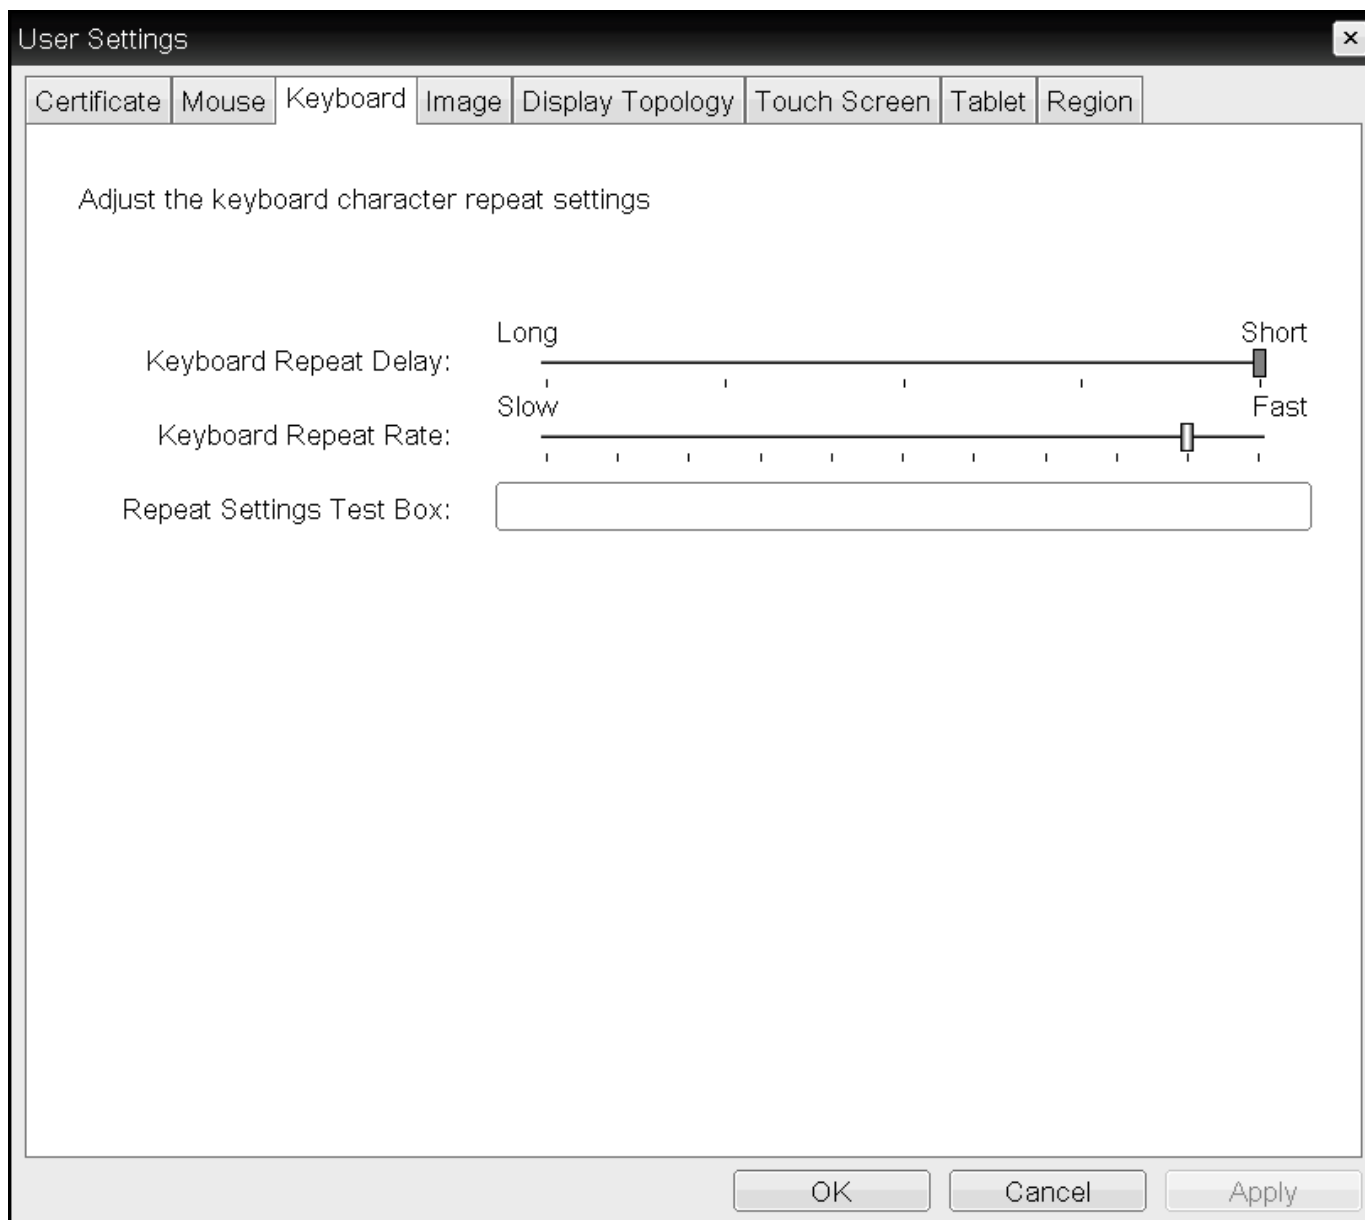 User Settings
Certificate Mouse Keyboard Image Display Topology Touch Screen Tablet Region
Adjust the keyboard character repeat settings
Long Short
Keyboard Repeat Delay:
Slow Fast
Keyboard Repeat Rate:
Repeat Settings Test Box:
OK Cancel Apply